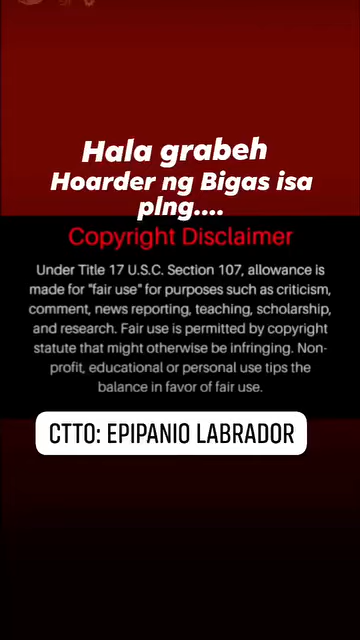 Hala grabeh
Hoarder ng Bigas isa
plng....
Copyright Disclaimer
Under Title 17 U.S.C. Section 107, allowance is
made for "fair use" for purposes such as criticism,
comment, news reporting, teaching, scholarship,
and research. Fair use is permitted by copyright
statute that might otherwise be infringing. Non-
profit, educational or personal use tips the
balance in favor of fair use.
CTTO: EPIPANIO LABRADOR